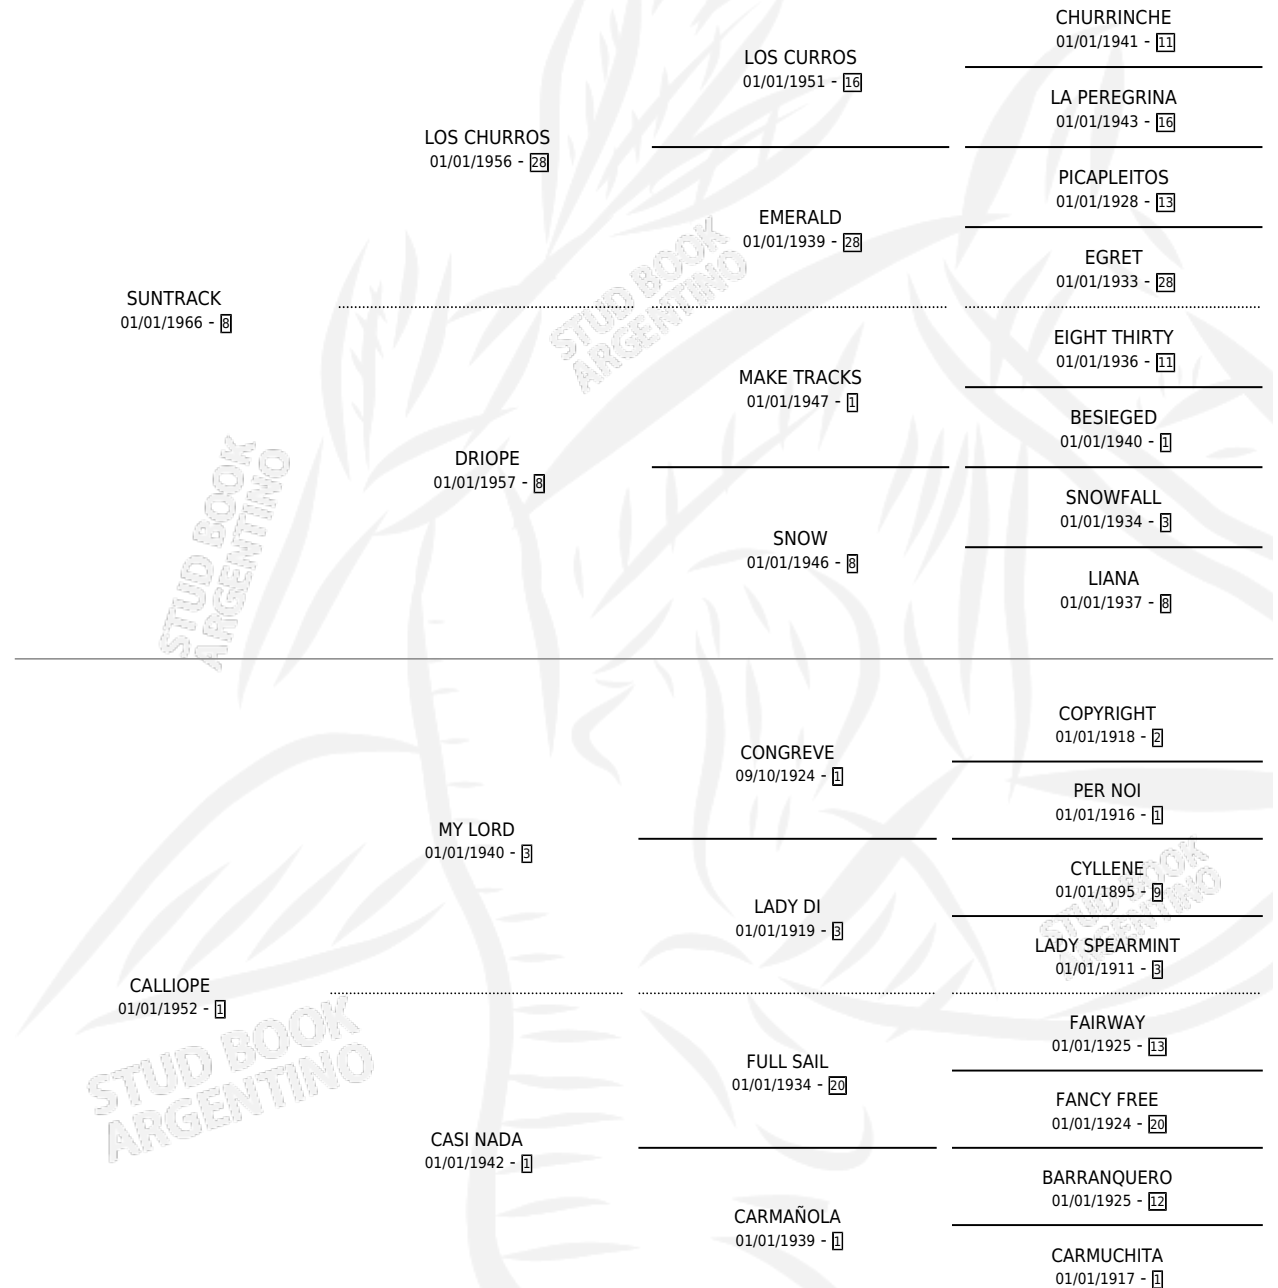 CHURRINCHE
01/01/1941 - 11
LOS CURROS
01/01/1951 - 16
LA PEREGRINA
01/01/1943 - 16
LOS CHURROS
01/01/1956 - 28
PICAPLEITOS
01/01/1928 - 13
EMERALD
01/01/1939 - 28
EGRET
01/01/1933 - 28
SUNTRACK
01/01/1966 - 8
STUD BOOK
ARGENTINO
EIGHT THIRTY
01/01/1936 - 11
MAKE TRACKS
01/01/1947 - 1
BESIEGED
01/01/1940 - 1
DRIOPE
01/01/1957 - 8
SNOWFALL
01/01/1934 - 3
SNOW
01/01/1946 - 8
LIANA
01/01/1937 - 8
STUD BOOK
ARGENTINO
COPYRIGHT
01/01/1918 - 2
CONGREVE
09/10/1924 - 1
PER NOI
01/01/1916 - 1
MY LORD
01/01/1940 - 3
CYLLENE
01/01/1895 - 9
LADY DI
01/01/1919 - 3
LADY SPEARMINT
01/01/1911 - 3
STUD BOOK
ARGENTINO
CALLIOPE
01/01/1952 - 1
STUD BOOK
ARGENTINO
FAIRWAY
01/01/1925 - 13
FULL SAIL
01/01/1934 - 20
FANCY FREE
01/01/1924 - 20
CASI NADA
01/01/1942 - 1
BARRANQUERO
01/01/1925 - 12
CARMAÑOLA
01/01/1939 - 1
CARMUCHITA
01/01/1917 - 1